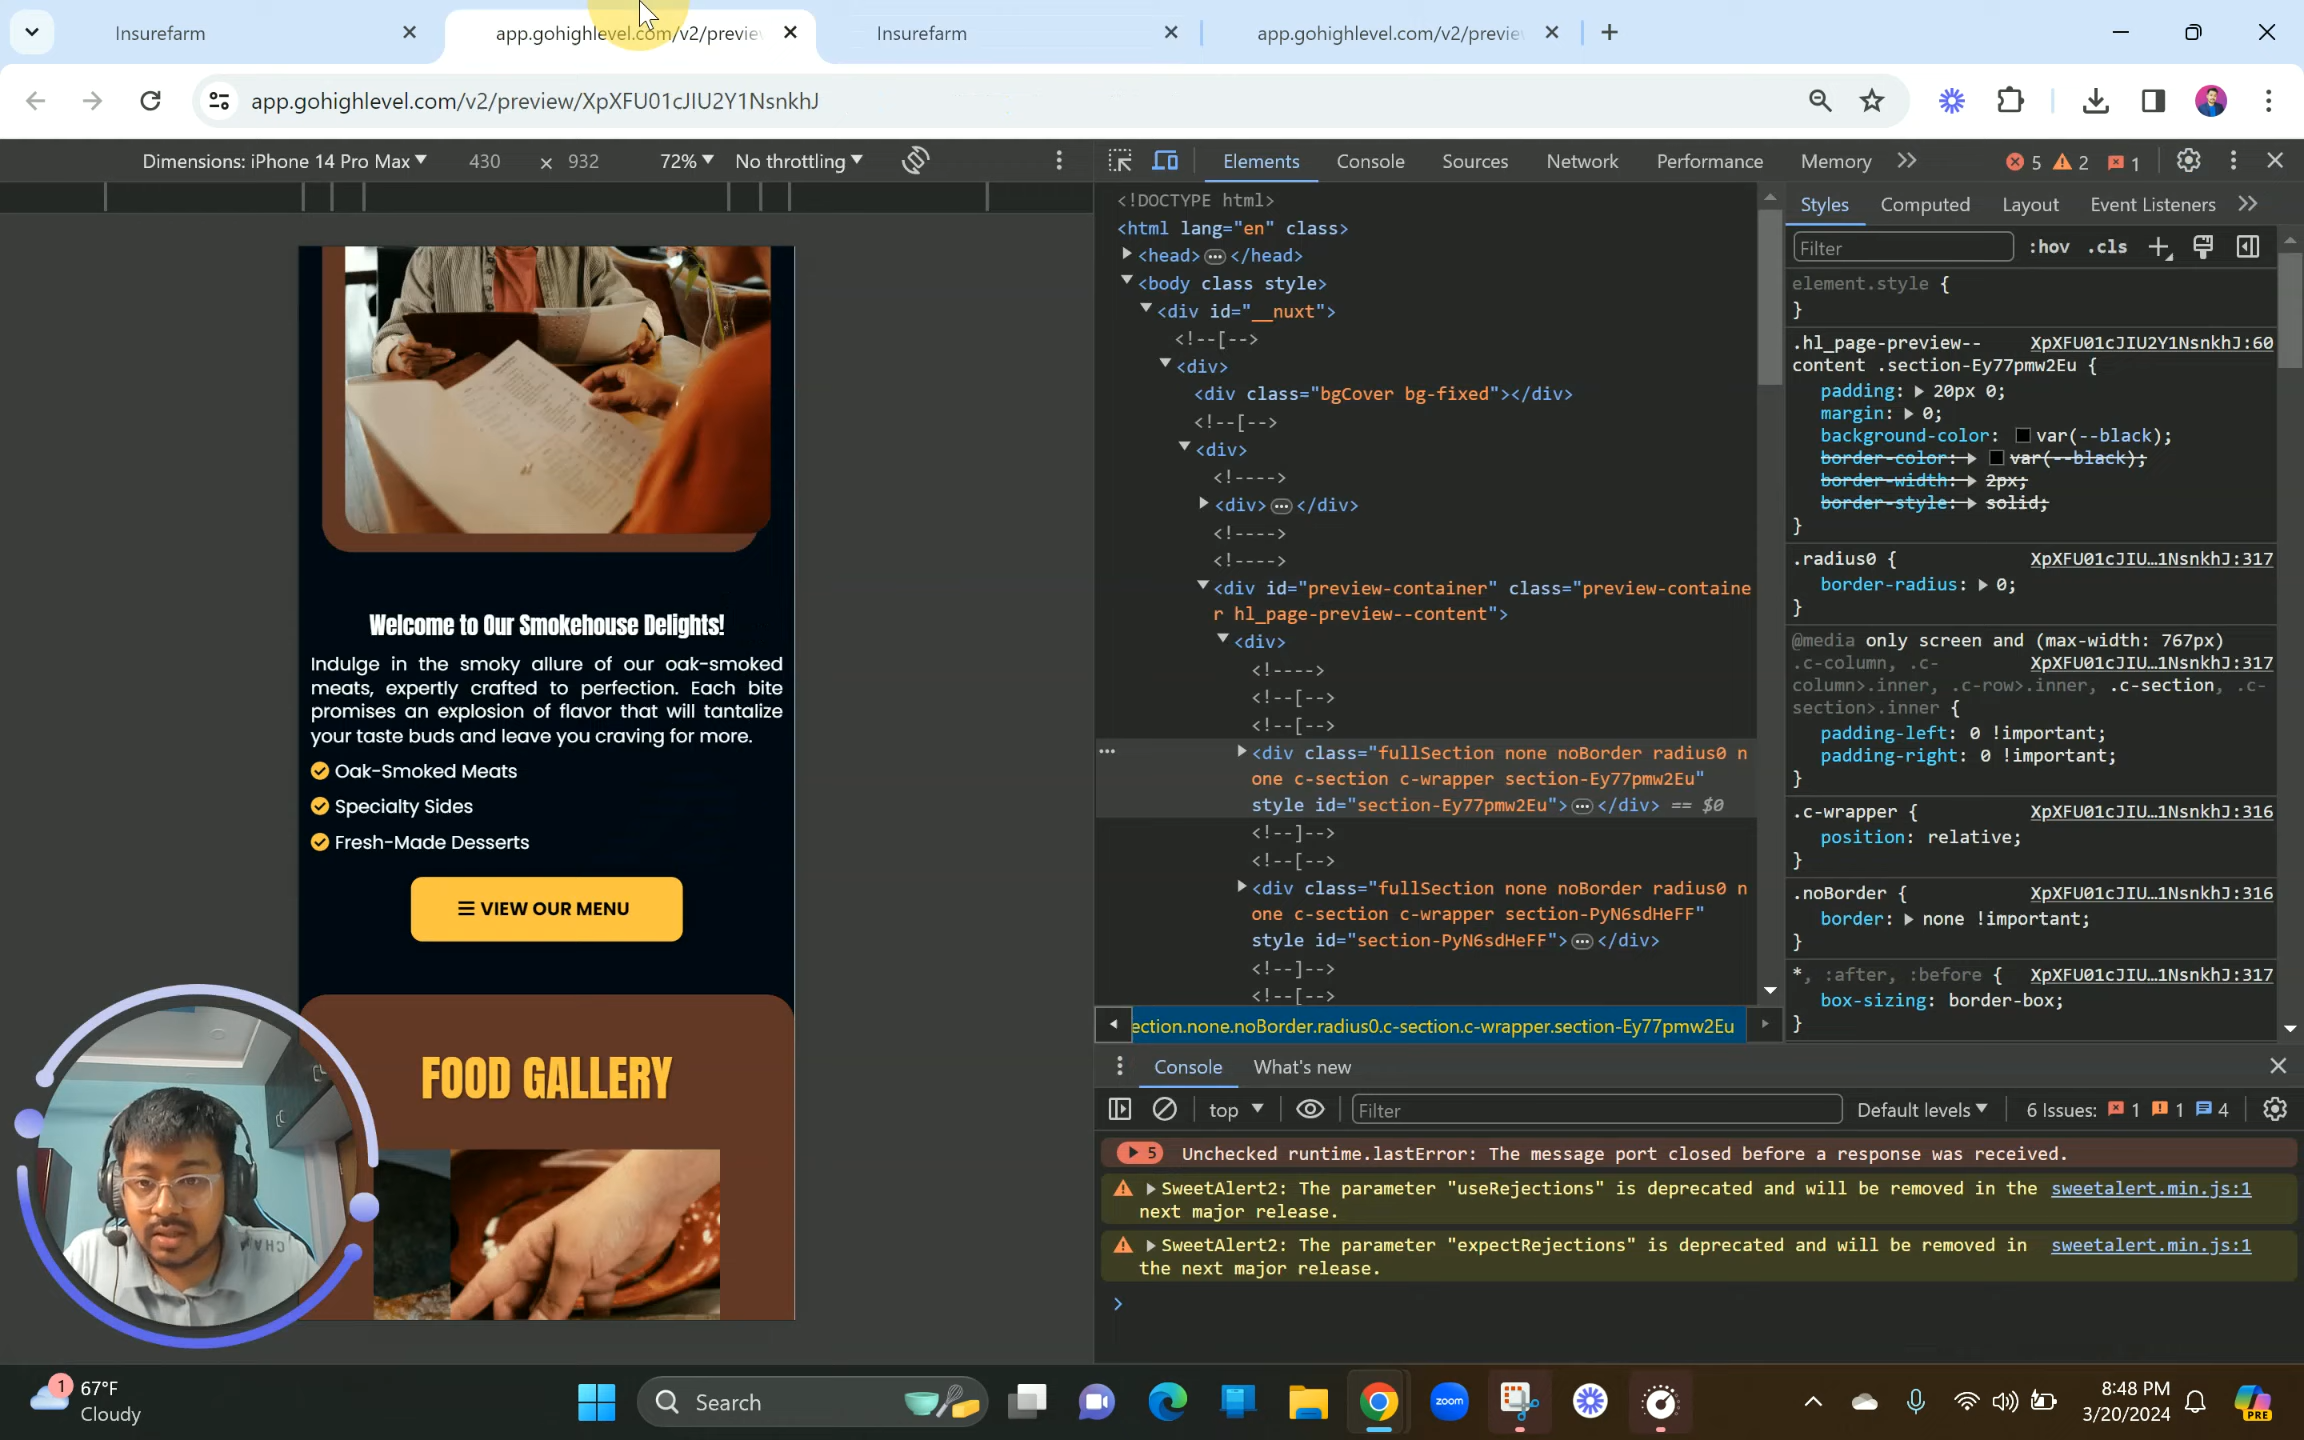 Insurefarm
app.gohighlevel.com/v2/previe
Insurefarm
app.gohighlevel.com/v2/previe
app.gohighlevel.com/v2/preview/XpXFU01cJIU2Y1NsnkhJ
Dimensions: iPhone 14 Pro Max 430 × 932 72% No throttling
Elements Console Sources Network Performance Memory 5 2 1
<!DOCTYPE html>
<html lang="en" class>
<head> </head>
<body class style>
<div id="__nuxt">
<!--[-->
<div>
<div class="bgCover bg-fixed"></div>
<!--[-->
<div>
<!---->
<div> </div>
<!---->
<!---->
<div id="preview-container" class="preview-containe
r hl_page-preview--content">
<div>
<!---->
<!--[-->
<!--[-->
<div class="fullSection none noBorder radius0 n
one c-section c-wrapper section-Ey77pmw2Eu"
style id="section-Ey77pmw2Eu"> </div> == $0
<!--]-->
<!--[-->
<div class="fullSection none noBorder radius0 n
one c-section c-wrapper section-PyN6sdHeFF"
style id="section-PyN6sdHeFF"> </div>
<!--]-->
<!--[-->
ection.none.noBorder.radius0.c-section.c-wrapper.section-Ey77pmw2Eu
Styles Computed Layout Event Listeners
Filter :hov .cls
element.style {
}
.hl_page-preview-- XpXFU01cJIU2Y1NsnkhJ:60
content .section-Ey77pmw2Eu {
padding: 20px 0;
margin: 0;
background-color: var(--black);
border-color: var(--black);
border-width: 2px;
border-style: solid;
}
.radius0 { XpXFU01cJIU…1NsnkhJ:317
border-radius: 0;
}
@media only screen and (max-width: 767px)
.c-column, .c- XpXFU01cJIU…1NsnkhJ:317
column>.inner, .c-row>.inner, .c-section, .c-
section>.inner {
padding-left: 0 !important;
padding-right: 0 !important;
}
.c-wrapper { XpXFU01cJIU…1NsnkhJ:316
position: relative;
}
.noBorder { XpXFU01cJIU…1NsnkhJ:316
border: none !important;
}
*, :after, :before { XpXFU01cJIU…1NsnkhJ:317
box-sizing: border-box;
}
Welcome to Our Smokehouse Delights!
Indulge in the smoky allure of our oak-smoked
meats, expertly crafted to perfection. Each bite
promises an explosion of flavor that will tantalize
your taste buds and leave you craving for more.
Oak-Smoked Meats
Specialty Sides
Fresh-Made Desserts
VIEW OUR MENU
FOOD GALLERY
Console What's new
top Filter Default levels 6 Issues: 1 1 4
5 Unchecked runtime.lastError: The message port closed before a response was received.
SweetAlert2: The parameter "useRejections" is deprecated and will be removed in the sweetalert.min.js:1
next major release.
SweetAlert2: The parameter "expectRejections" is deprecated and will be removed in sweetalert.min.js:1
the next major release.
1 67°F
Cloudy
Search
zoom
8:48 PM
3/20/2024
PRE